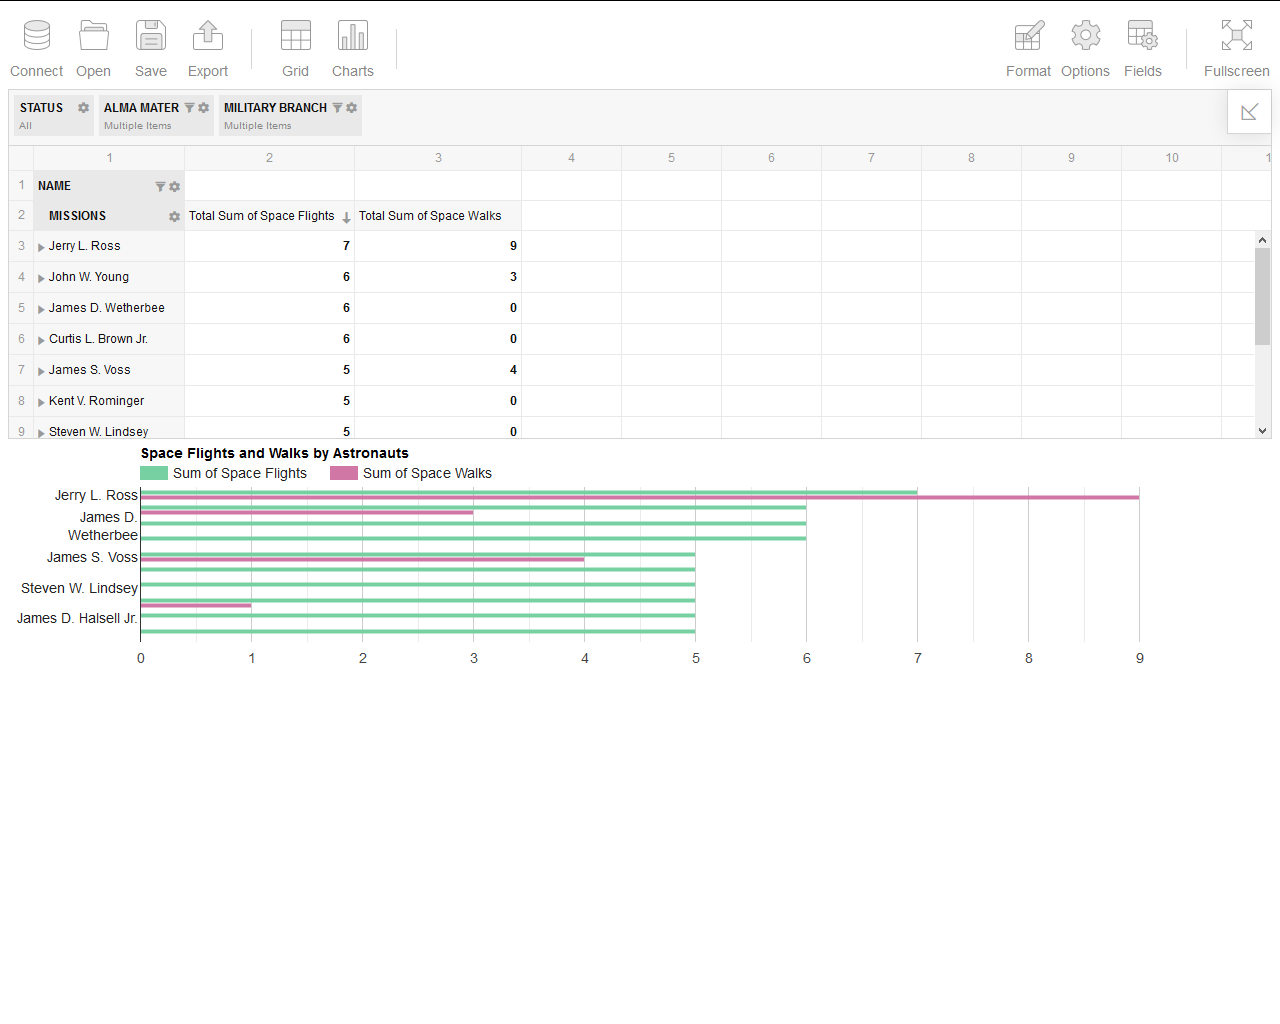 Connect Open Save Export Grid Charts Format Options Fields Fullscreen
STATUS ALMA MATER MILITARY BRANCH
All Multiple Items Multiple Items
1 2 3 4 5 6 7 8 9 10 1
1 NAME
2 MISSIONS Total Sum of Space Flights Total Sum of Space Walks
3 Jerry L. Ross 7 9
4 John W. Young 6 3
5 James D. Wetherbee 6 0
6 Curtis L. Brown Jr. 6 0
7 James S. Voss 5 4
8 Kent V. Rominger 5 0
9 Steven W. Lindsey 5 0
Space Flights and Walks by Astronauts
Sum of Space Flights Sum of Space Walks
Jerry L. Ross
James D.
Wetherbee
James S. Voss
Steven W. Lindsey
James D. Halsell Jr.
0 1 2 3 4 5 6 7 8 9